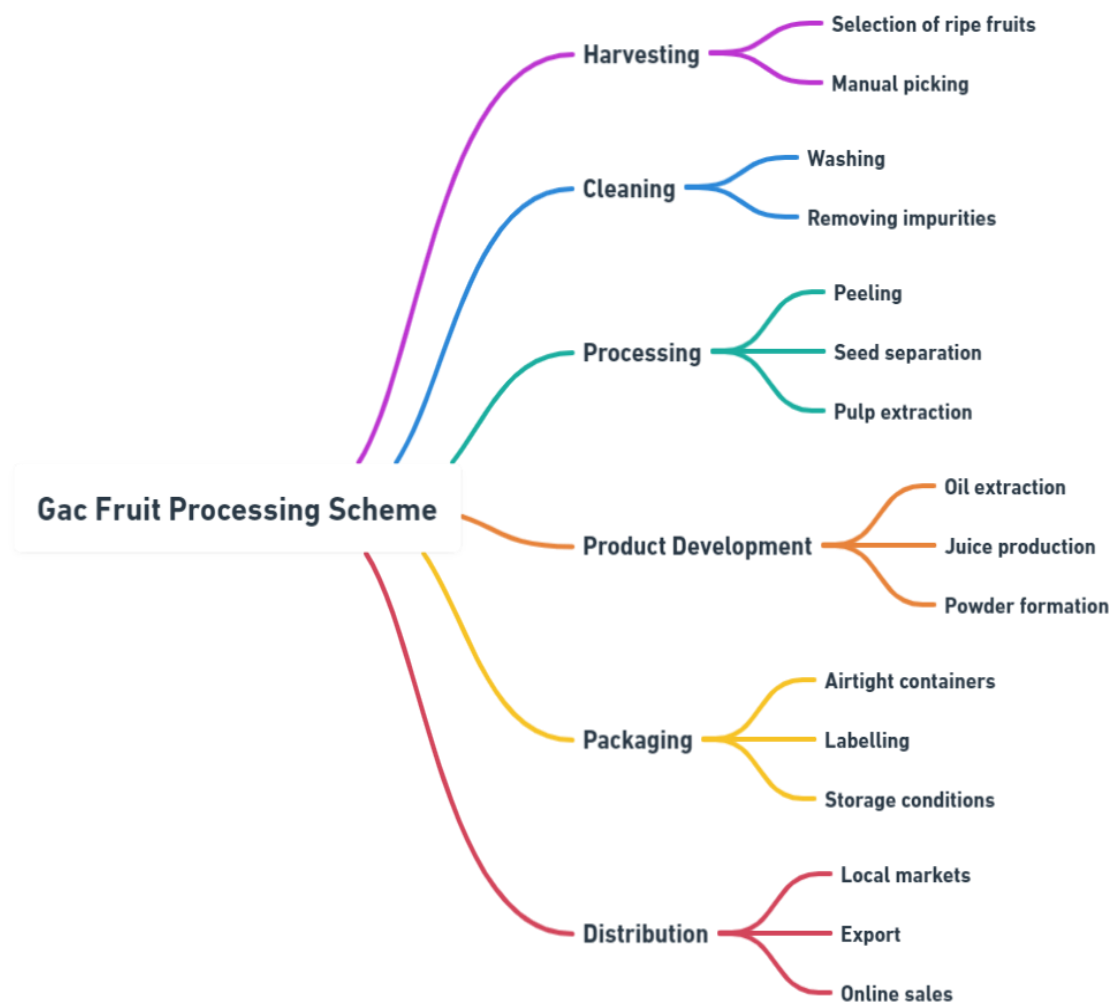 Gac Fruit Processing Scheme
Harvesting
Selection of ripe fruits
Manual picking
Cleaning
Washing
Removing impurities
Processing
Peeling
Seed separation
Pulp extraction
Product Development
Oil extraction
Juice production
Powder formation
Packaging
Airtight containers
Labelling
Storage conditions
Distribution
Local markets
Export
Online sales